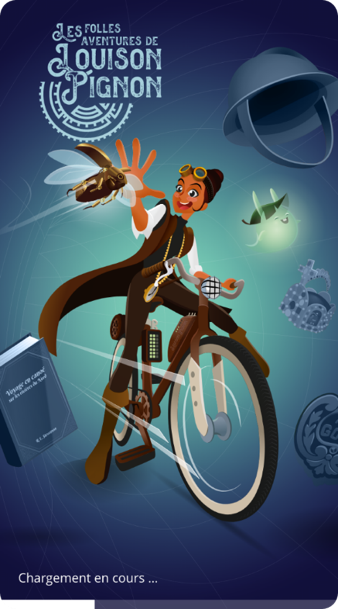 LES FOLLES
AVENTURES DE
LOUISON
PIGNON
Voyage en canoë
Chargement en cours ...